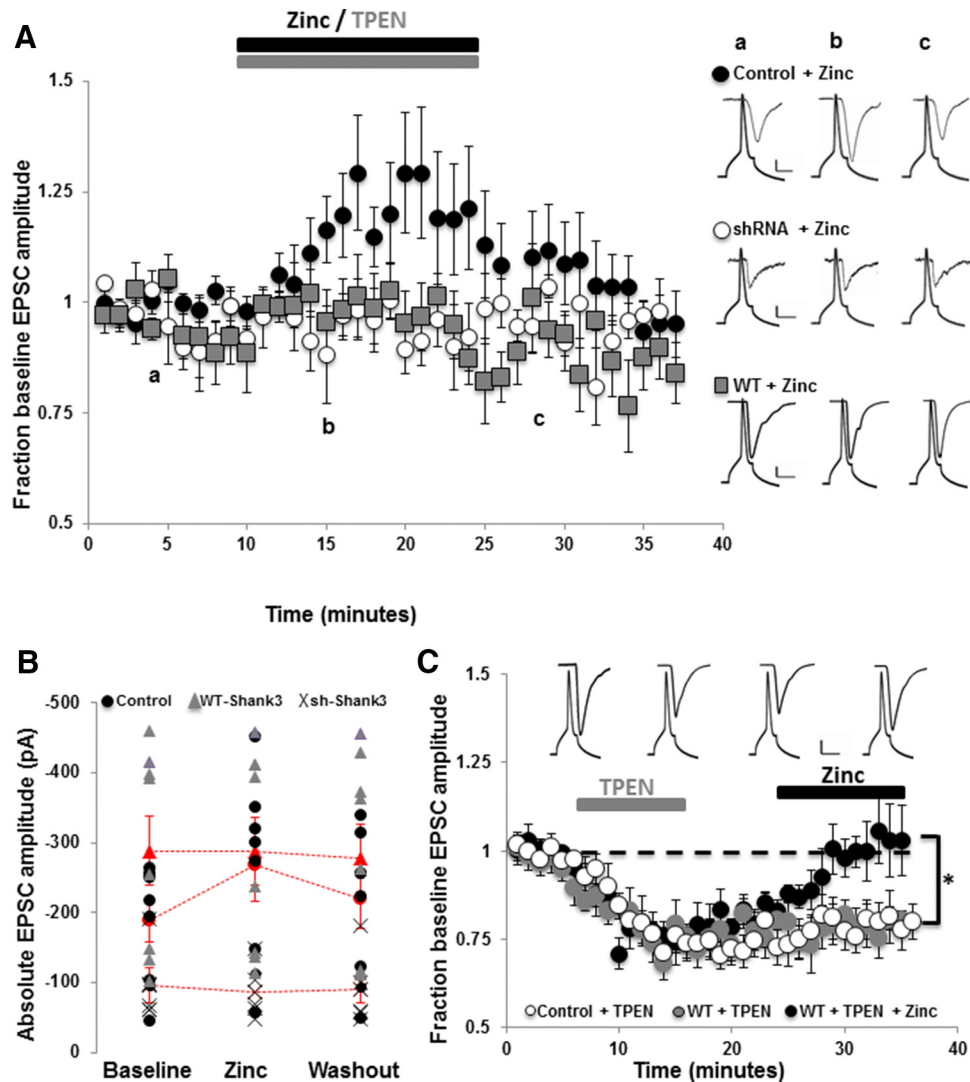 A
Zinc / TPEN
Fraction baseline EPSC amplitude
1.5
1.25
1
0.75
0.5
a
b
c
0
5
10
15
20
25
30
35
40
Time (minutes)
a b c
Control + Zinc
shRNA + Zinc
WT + Zinc
B
Absolute EPSC amplitude (pA)
Control WT-Shank3 sh-Shank3
-500
-400
-300
-200
-100
0
Baseline Zinc Washout
C
Fraction baseline EPSC amplitude
1.5
1.25
1
0.75
0.5
TPEN
Zinc
*
Control + TPEN WT + TPEN WT + TPEN + Zinc
0 10 20 30 40
Time (minutes)